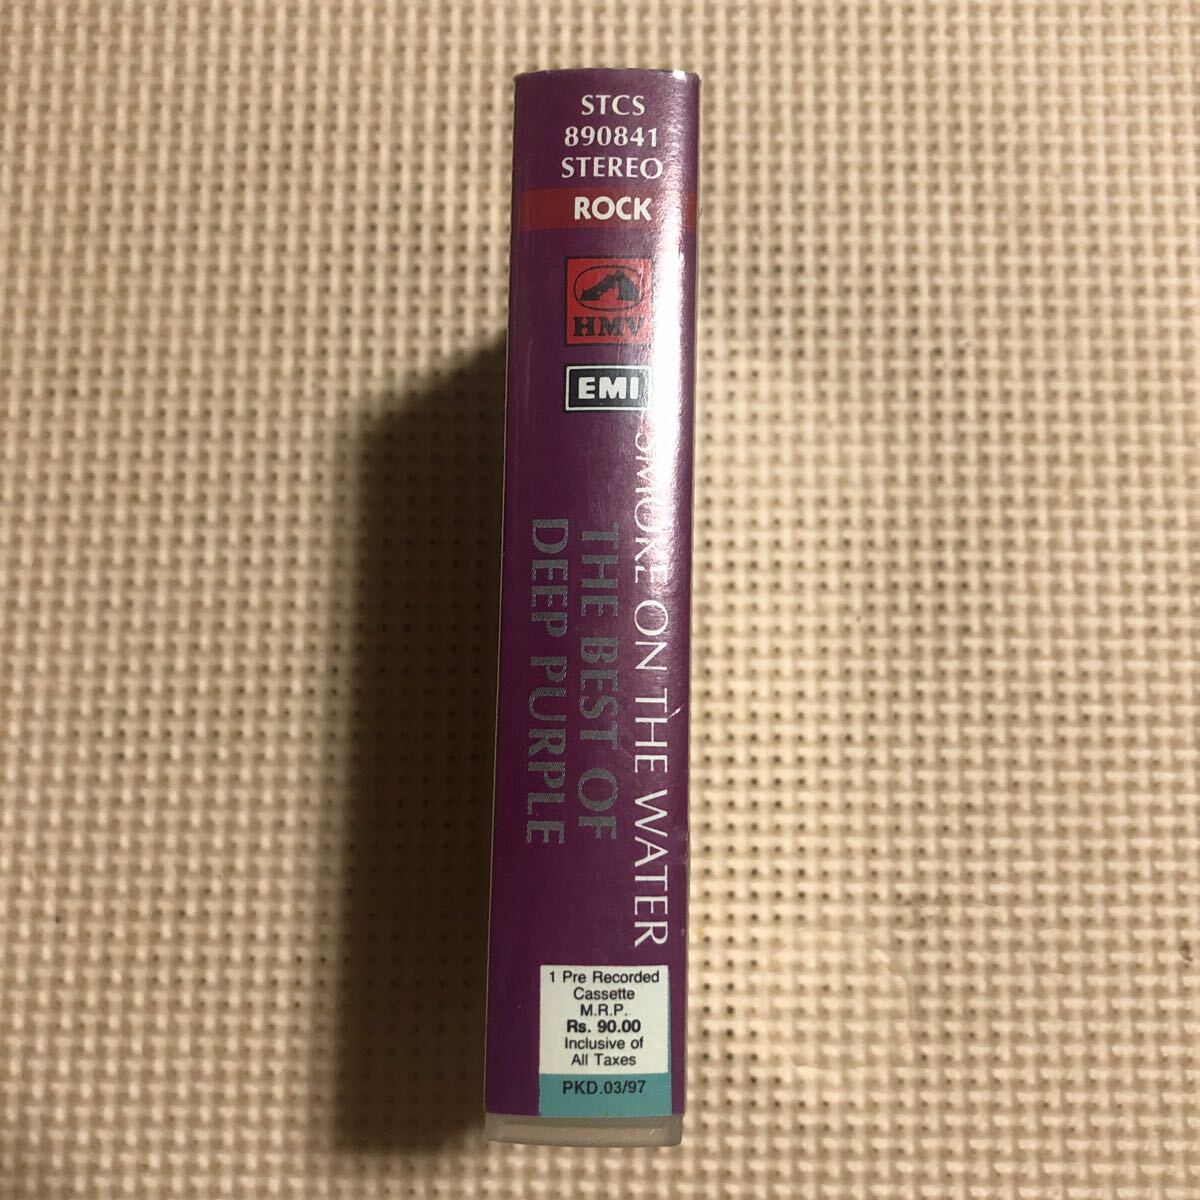 STCS
890841
STEREO
ROCK
HMV
EMI
SMOKE ON THE WATER
THE BEST OF
DEEP PURPLE
1 Pre Recorded
Cassette
M.R.P.
Rs. 90.00
Inclusive of
All Taxes
PKD.03/97